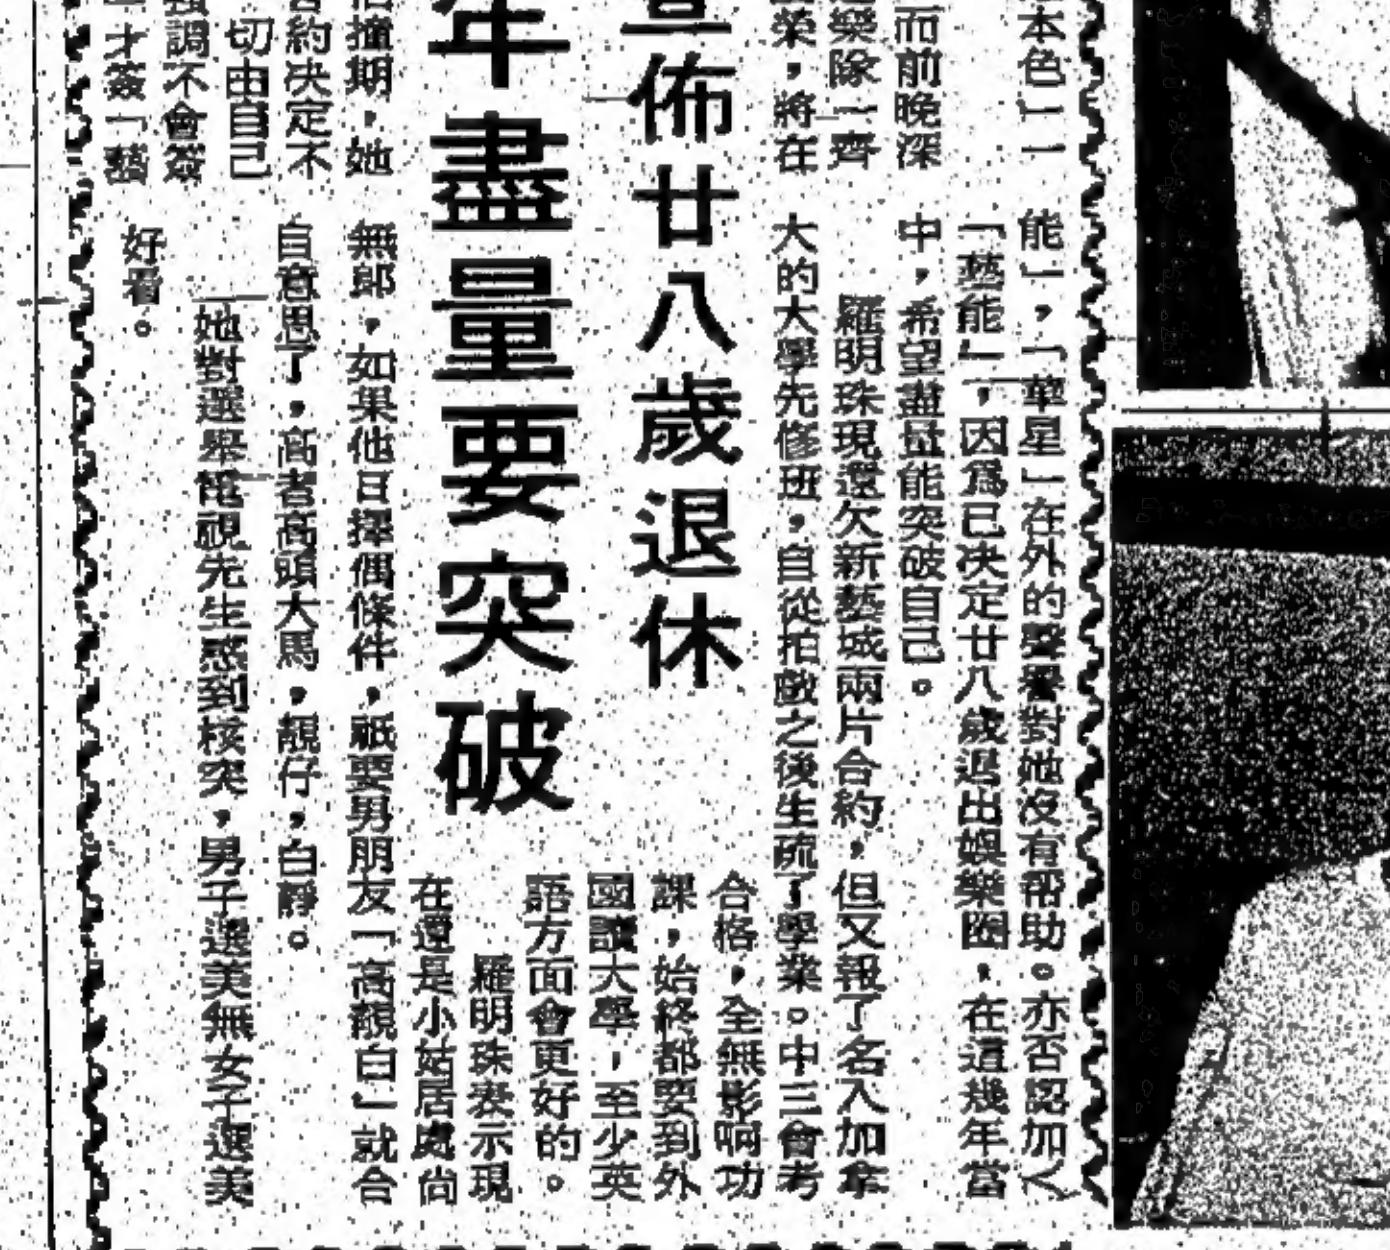 本色」一
而前晚深
樂隊一齊
榮，將在
宣佈廿八歲退休
年盡量要突破
撞期，她
約決定不
切由自己
強調不會簽
」才簽「藝
能」，「華星」在外的聲譽對她沒有幫助。亦否認加入
「藝能」，因爲已決定廿八歲退出娛樂圈，在這幾年當
中，希望盡量能突破自己。
羅明珠現還欠新藝城兩片合約，但又報了名入加拿
大的大學先修班，自從拍戲之後生疏了學業。中三會考
合格，全無影响功
課，始終都要到外
國讀大學，至少英
語方面會更好的。
羅明珠表示現
在還是小姑居處尚
無郎，如果他日擇偶條件，祗要男朋友「高靚白」就合
自意思了，高者高頭大馬，靚仔，白靜。
她對選舉電視先生惑到核突，男子選美無女子選美
好看。